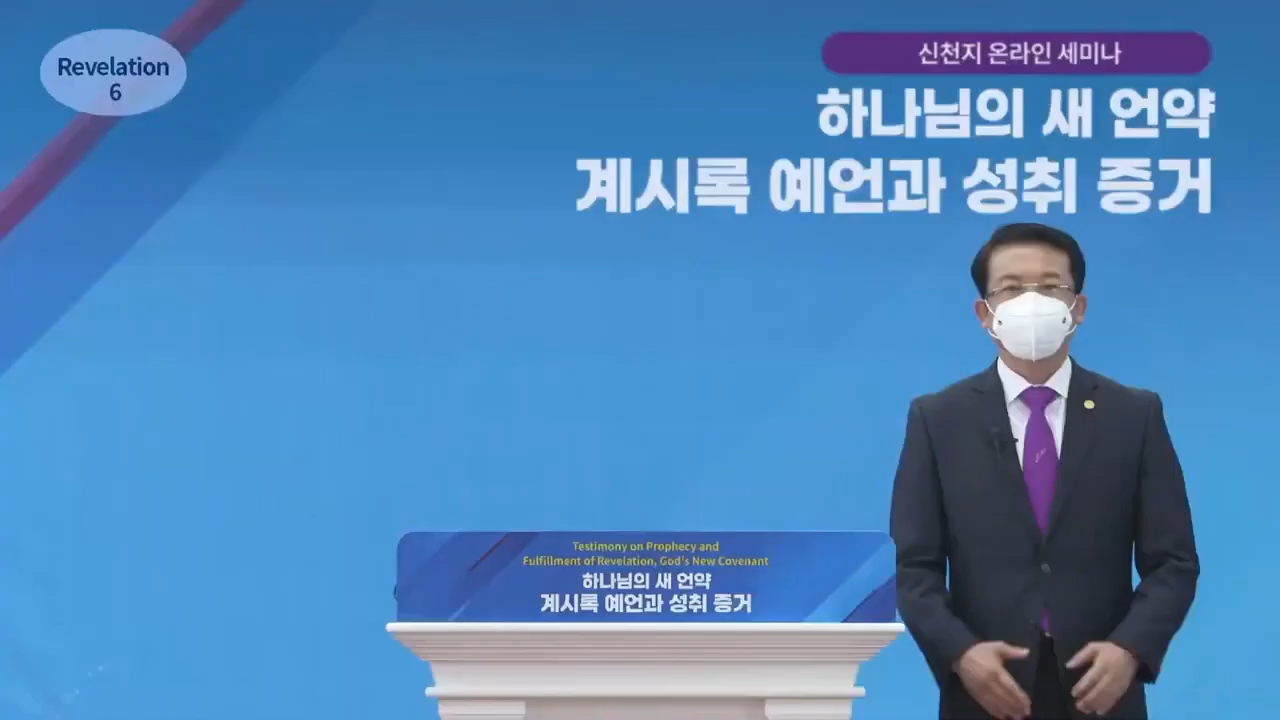 Revelation
6
신천지 온라인 세미나
하나님의 새 언약
계시록 예언과 성취 증거
Testimony on Prophecy and
Fulfillment of Revelation, God's New Covenant
하나님의 새 언약
계시록 예언과 성취 증거